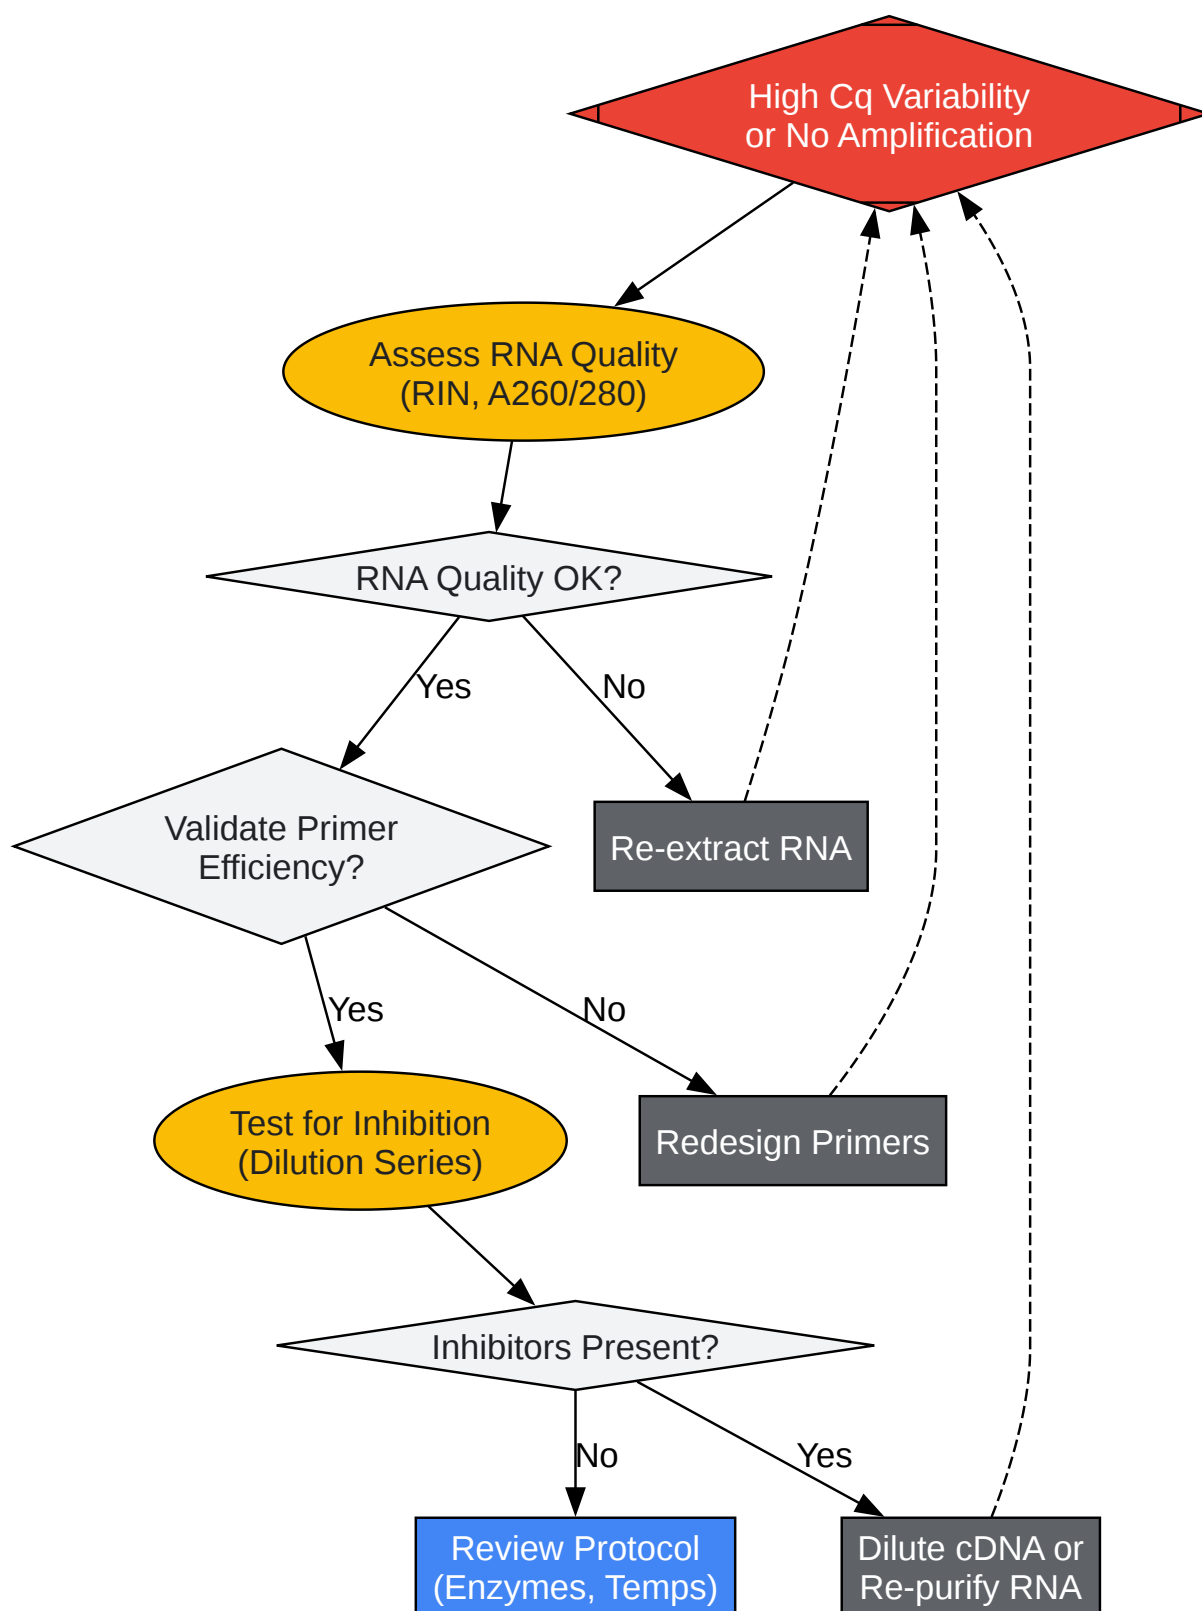 High Cq Variability
or No Amplification
Assess RNA Quality
(RIN, A260/280)
RNA Quality OK?
Yes
No
Validate Primer
Efficiency?
Re-extract RNA
Yes
No
Test for Inhibition
(Dilution Series)
Redesign Primers
Inhibitors Present?
No
Yes
Review Protocol
(Enzymes, Temps)
Dilute cDNA or
Re-purify RNA